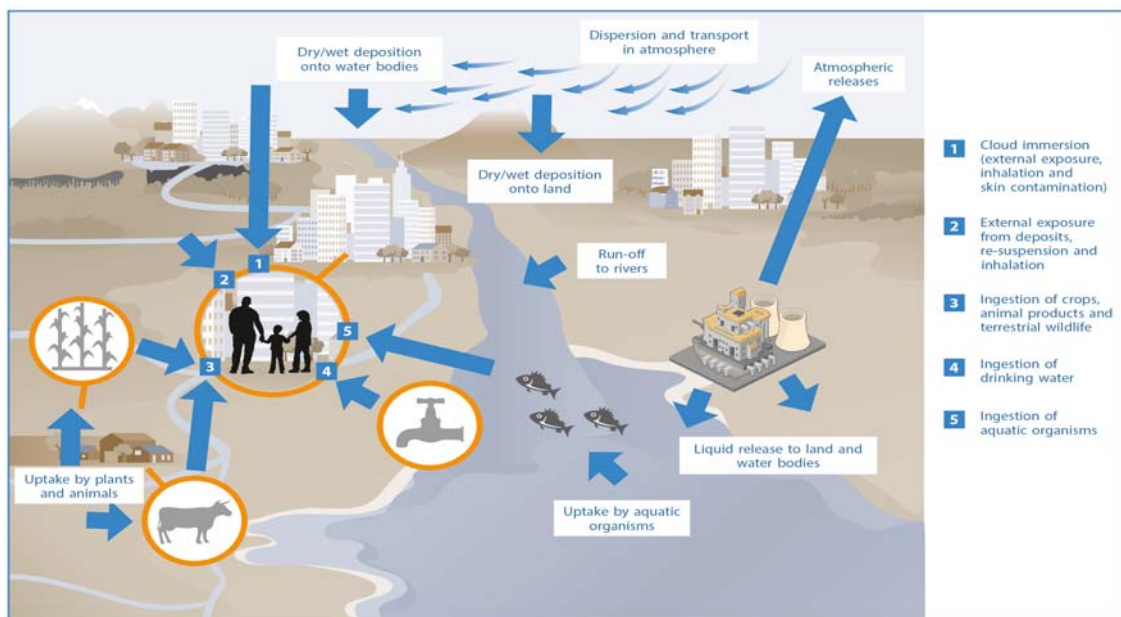 Dispersion and transport
in atmosphere
Dry/wet deposition
onto water bodies
Atmospheric
releases
Dry/wet deposition
onto land
Run-off
to rivers
1
2
3
4
5
Liquid release to land and
water bodies
Uptake by plants
and animals
Uptake by aquatic
organisms
1 Cloud immersion
(external exposure,
inhalation and
skin contamination)
2 External exposure
from deposits,
re-suspension and
inhalation
3 Ingestion of crops,
animal products and
terrestrial wildlife
4 Ingestion of
drinking water
5 Ingestion of
aquatic organisms